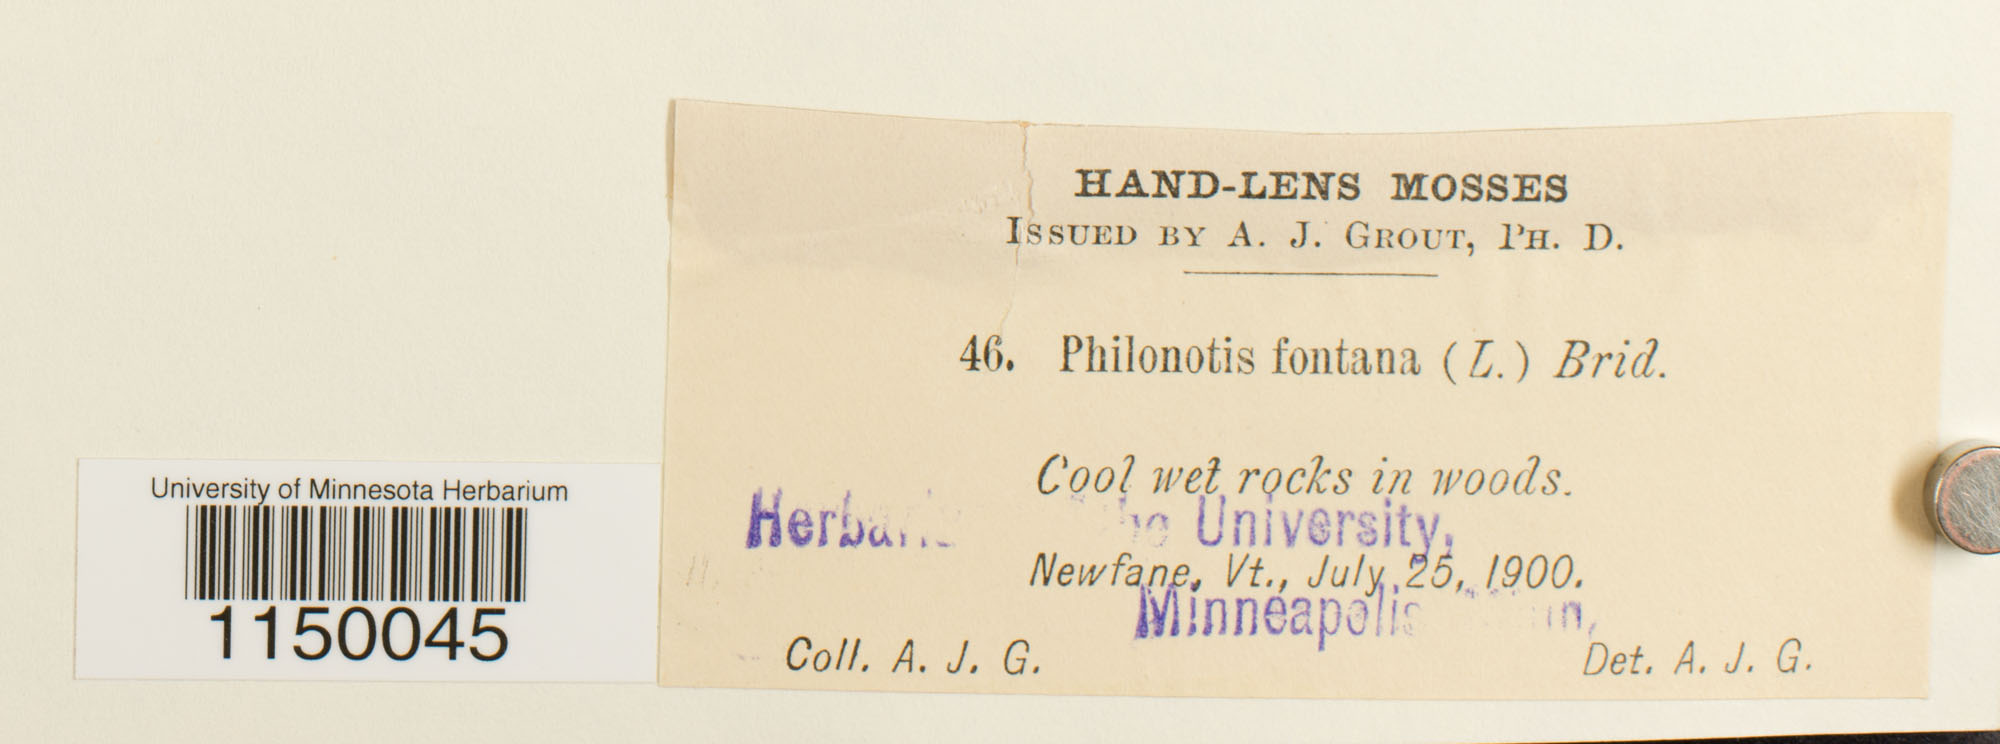 HAND-LENS MOSSES
ISSUED BY A. J. GROUT, PH. D.
46. Philonotis fontana (L.) Brid.
Cool wet rocks in woods.
the University,
Newfane, Vt., July 25, 1900.
Minneapolis
Coll. A. J. G. Det. A. J. G.
University of Minnesota Herbarium
1150045